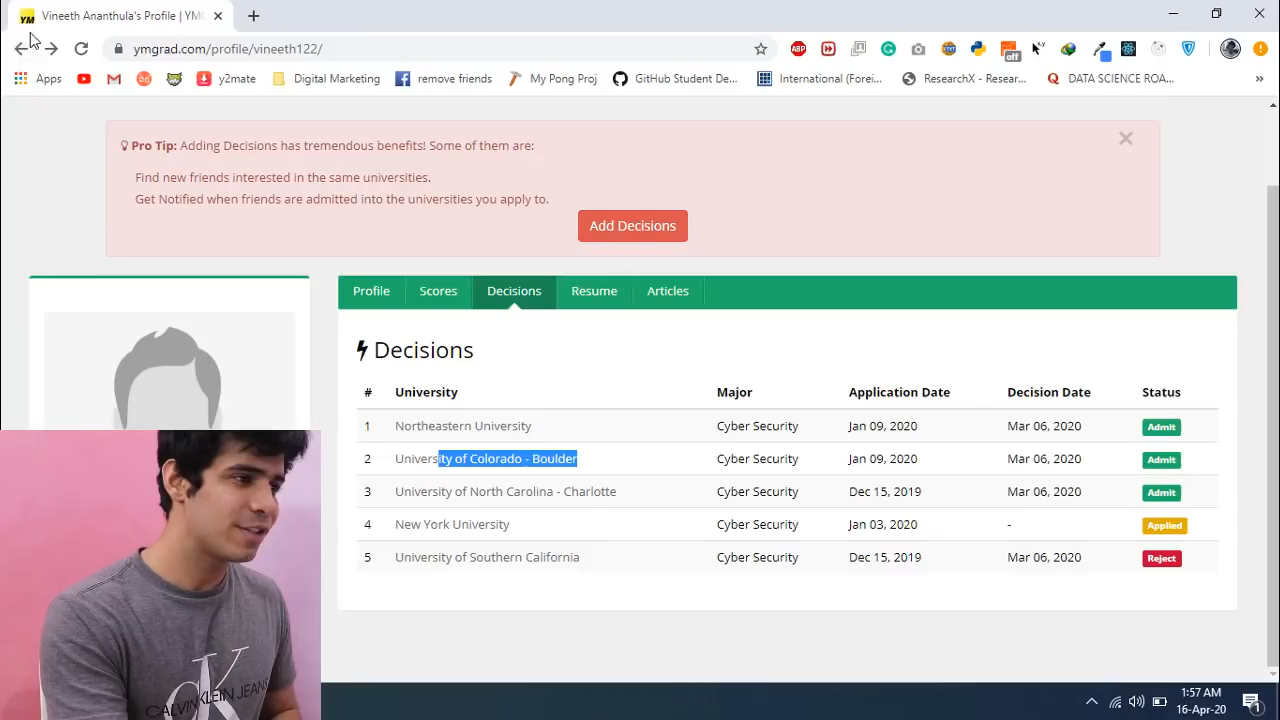 YM Vineeth Ananthula's Profile | YMG
ymgrad.com/profile/vineeth122/
ABP
off
Apps
y2mate
Digital Marketing
remove friends
My Pong Proj
GitHub Student De...
International (Forei...
ResearchX - Resear...
DATA SCIENCE ROA...
»
Pro Tip: Adding Decisions has tremendous benefits! Some of them are:
Find new friends interested in the same universities.
Get Notified when friends are admitted into the universities you apply to.
Add Decisions
Profile Scores Decisions Resume Articles
Decisions
# University Major Application Date Decision Date Status
1 Northeastern University Cyber Security Jan 09, 2020 Mar 06, 2020 Admit
2 University of Colorado - Boulder Cyber Security Jan 09, 2020 Mar 06, 2020 Admit
3 University of North Carolina - Charlotte Cyber Security Dec 15, 2019 Mar 06, 2020 Admit
4 New York University Cyber Security Jan 03, 2020 - Applied
5 University of Southern California Cyber Security Dec 15, 2019 Mar 06, 2020 Reject
CK
CALVIN KLEIN JEANS
1:57 AM
16-Apr-20
1